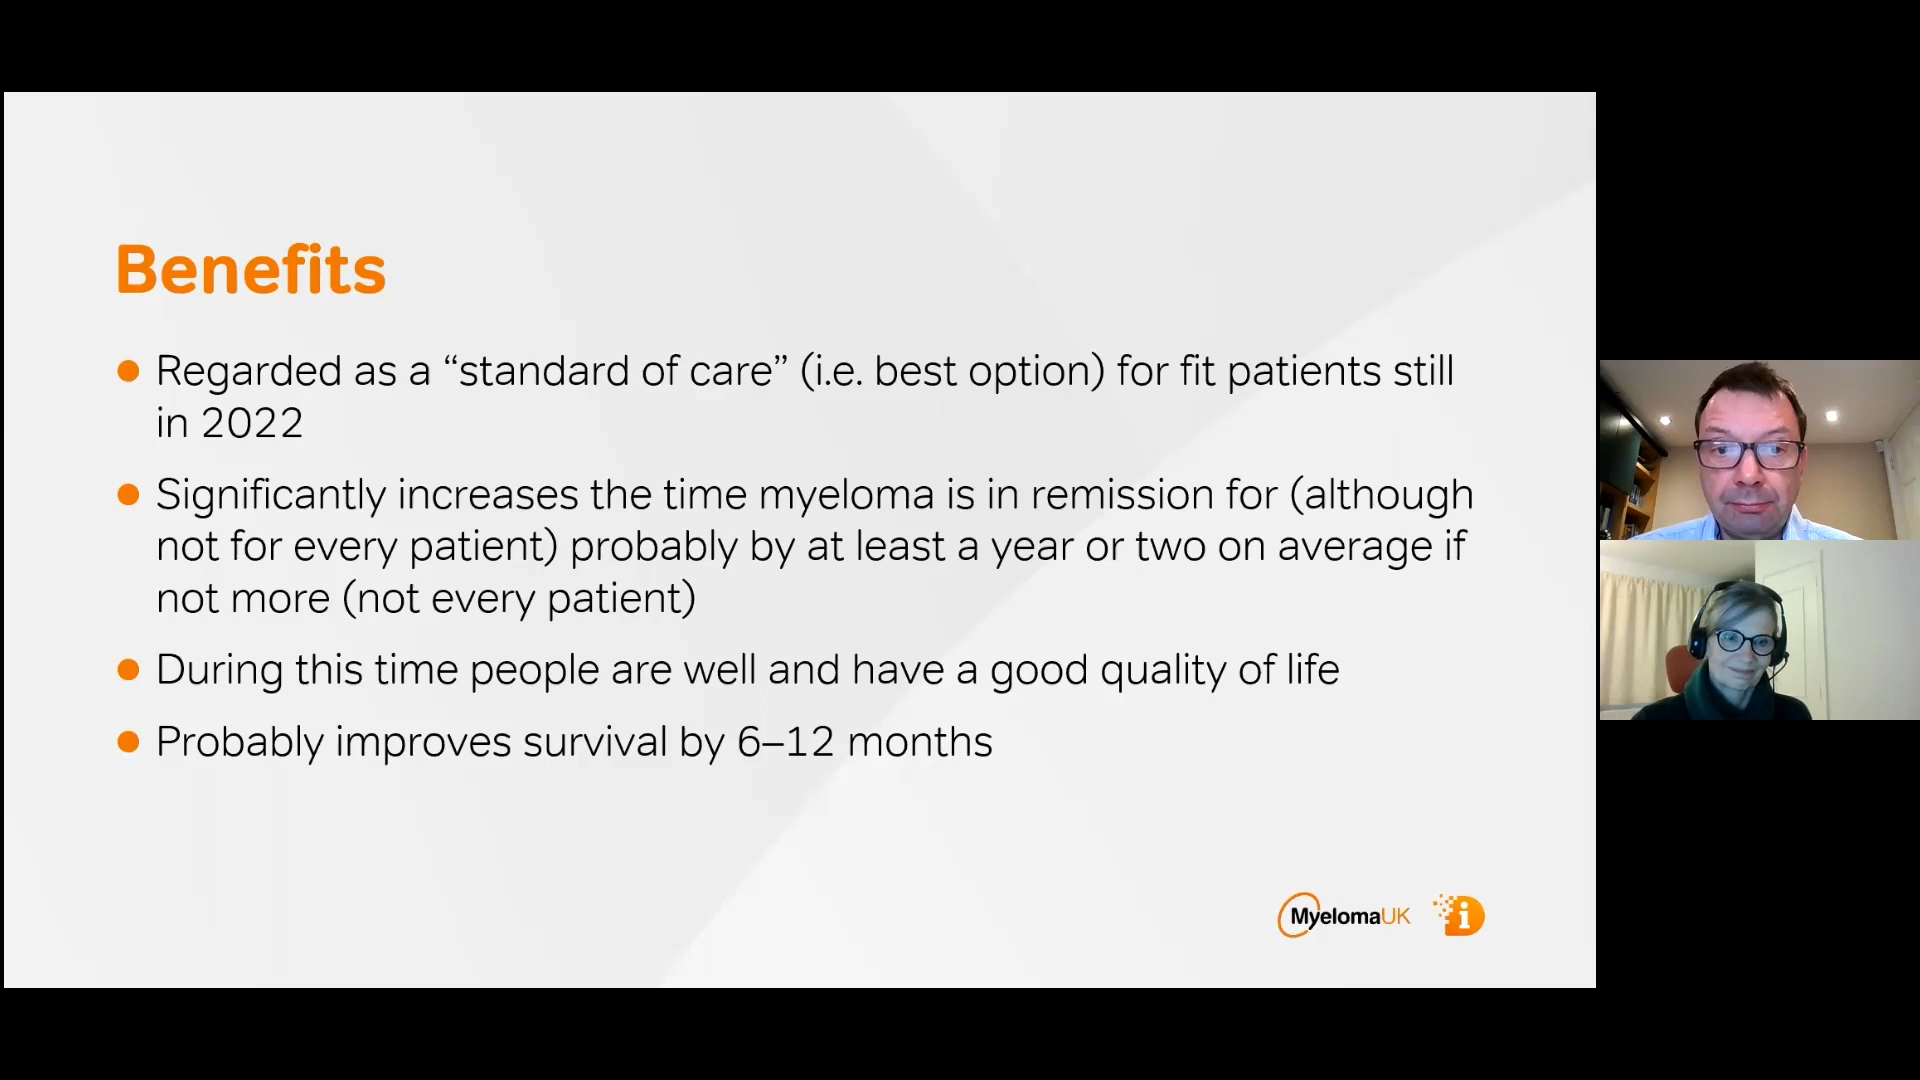 Benefits
Regarded as a “standard of care” (i.e. best option) for fit patients still
in 2022
Significantly increases the time myeloma is in remission for (although
not for every patient) probably by at least a year or two on average if
not more (not every patient)
During this time people are well and have a good quality of life
Probably improves survival by 6–12 months
MyelomaUK
i